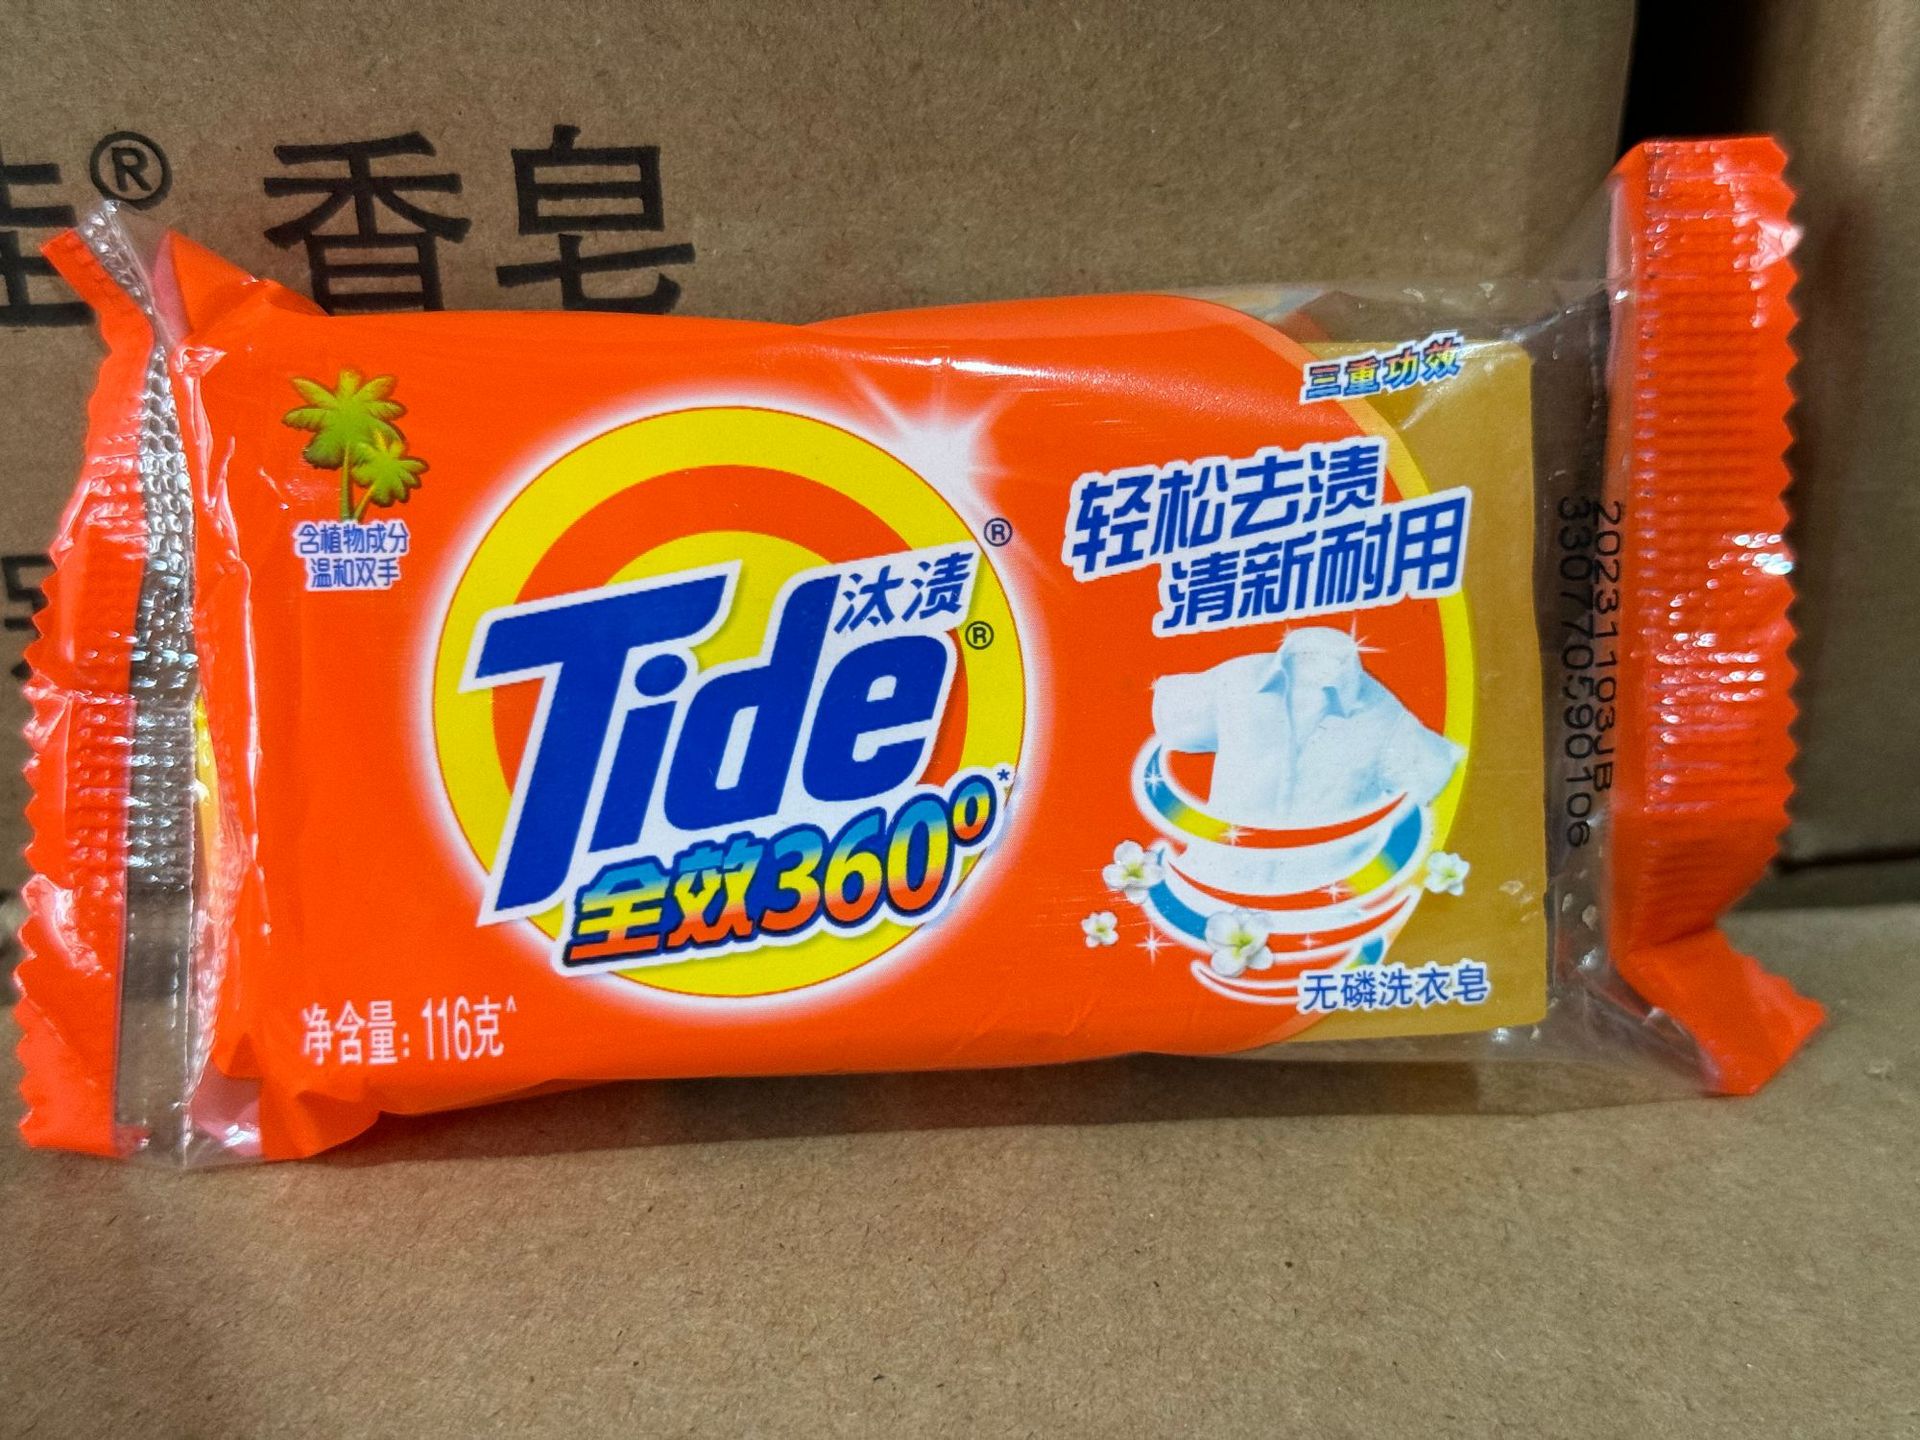 ® 香皂
含植物成分
温和双手
汰渍®
Tide®
全效360°*
净含量: 116克^
三重功效
轻松去渍
清新耐用
无磷洗衣皂
20231103JB
3307705990106